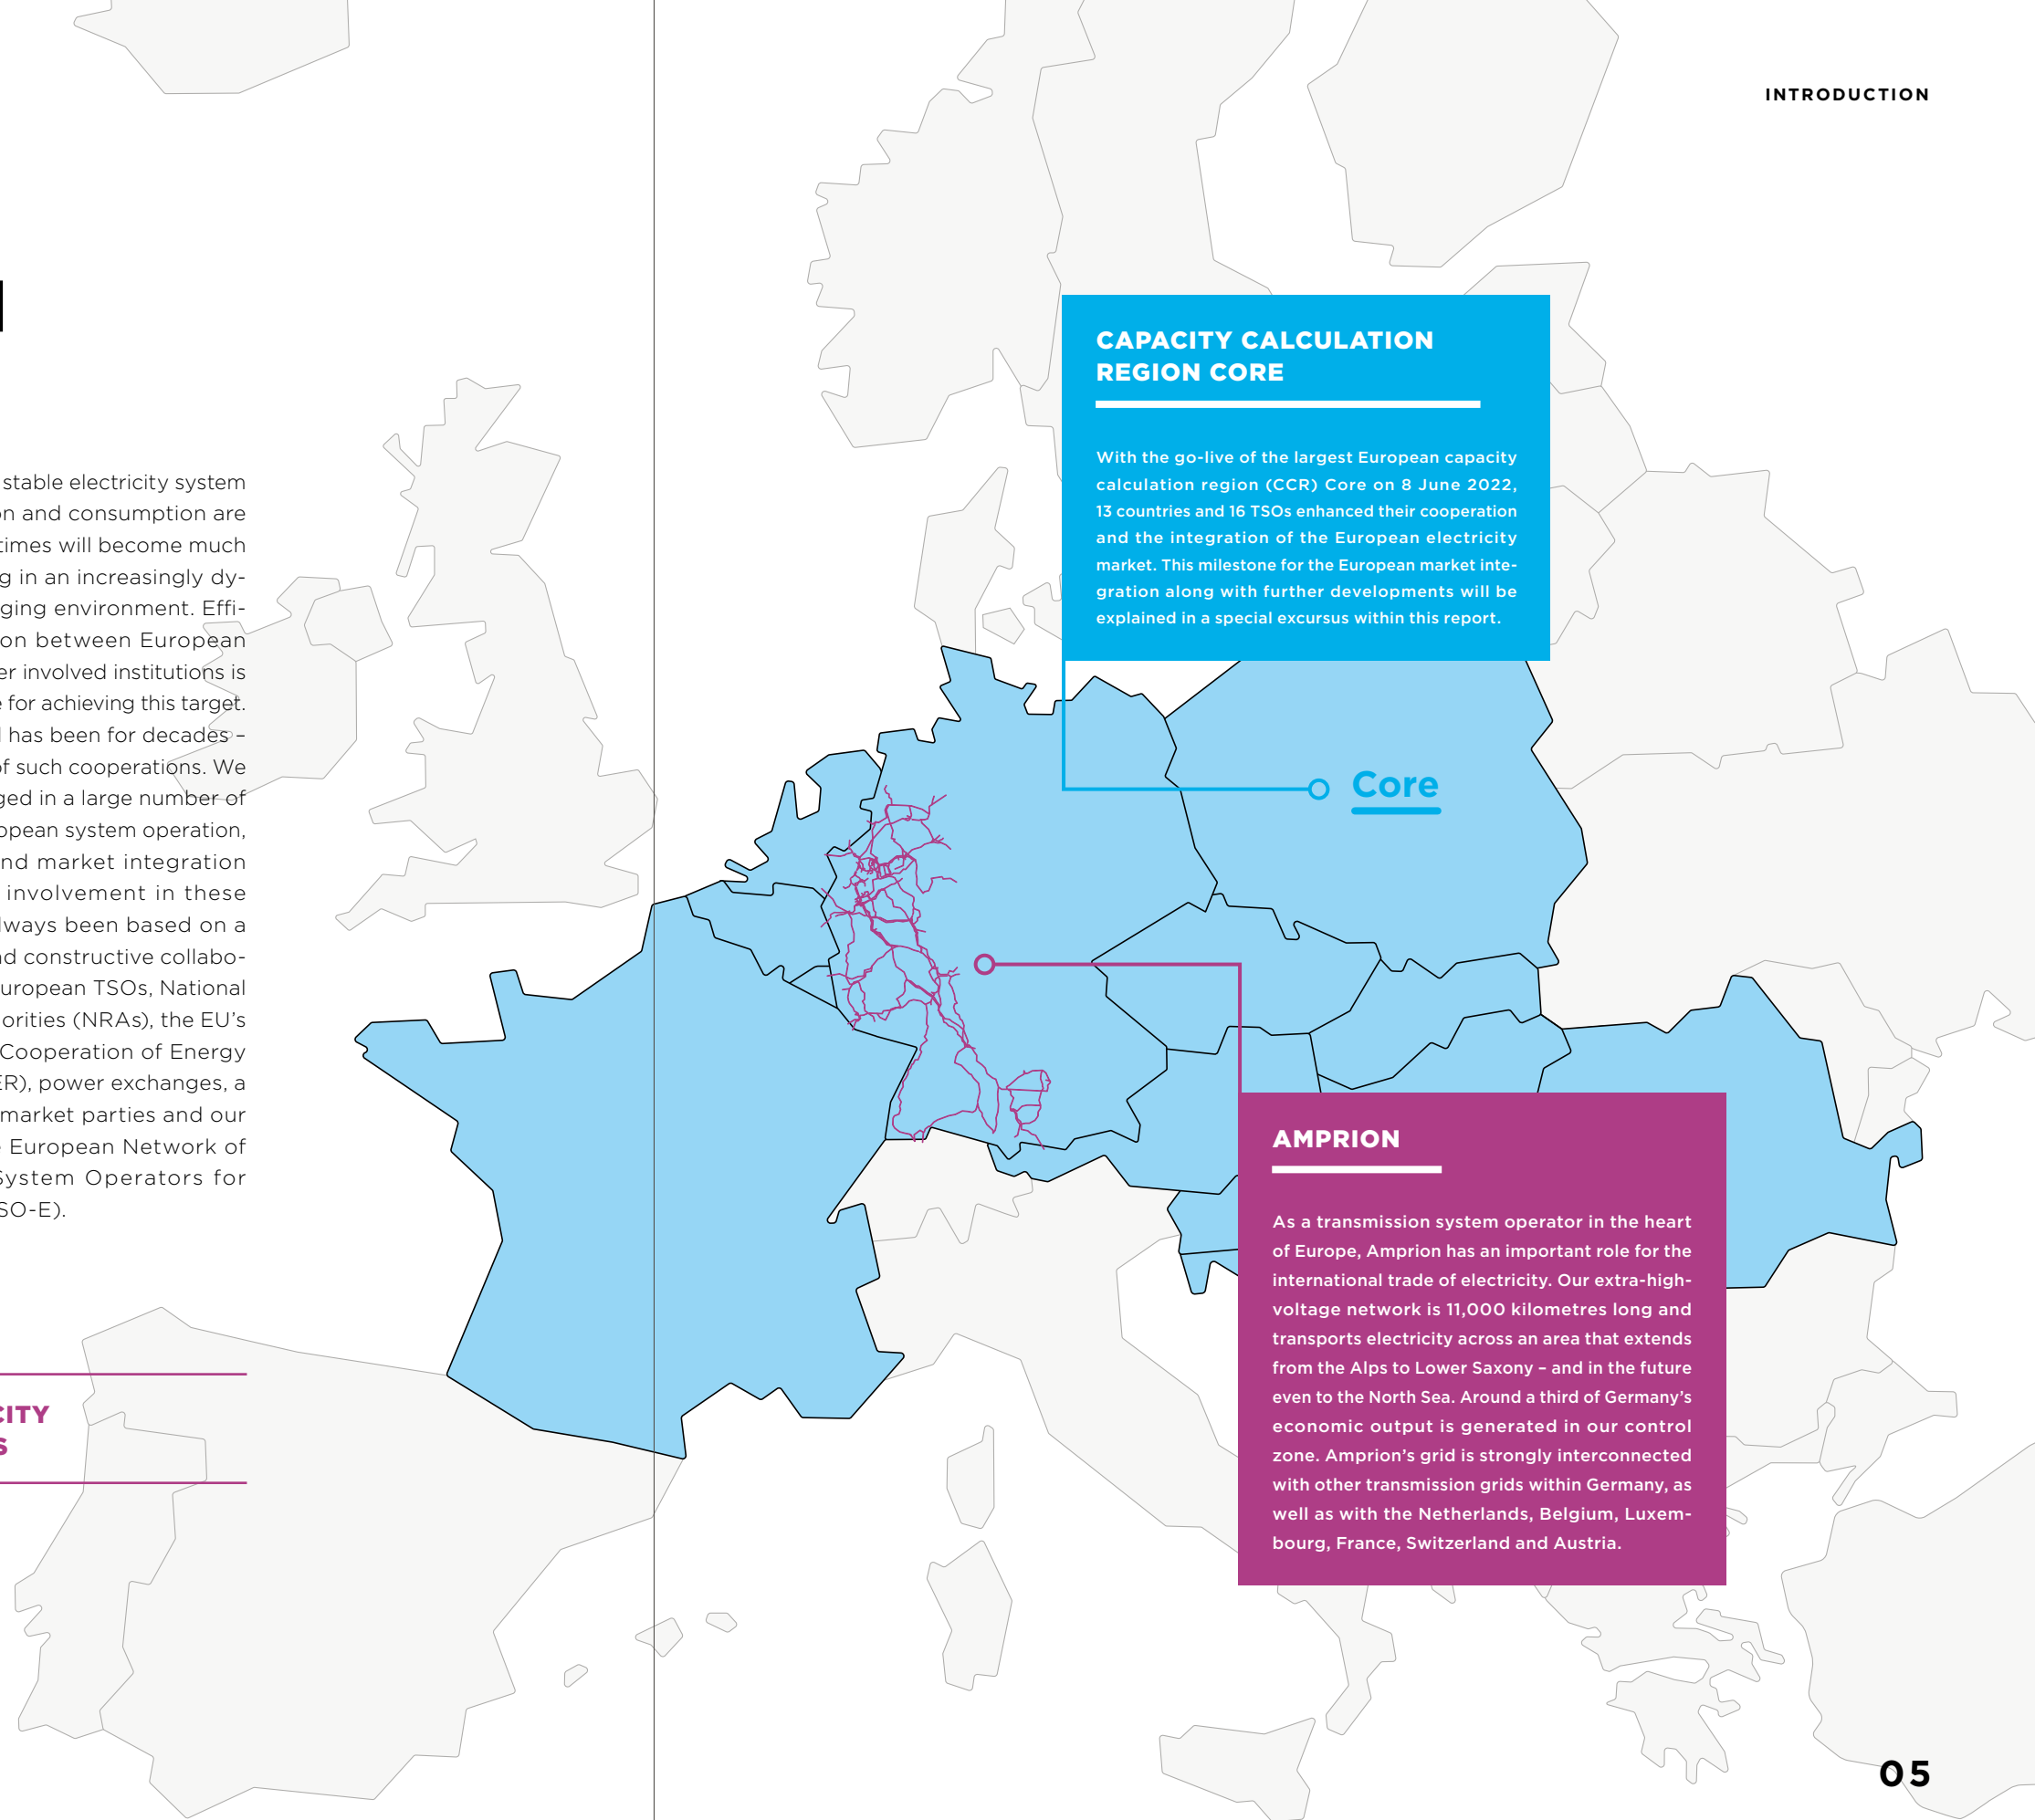 INTRODUCTION
stable electricity system
on and consumption are
times will become much
g in an increasingly dy-
ging environment. Effi-
on between European
er involved institutions is
e for achieving this target.
l has been for decades –
of such cooperations. We
ged in a large number of
opean system operation,
nd market integration
involvement in these
lways been based on a
nd constructive collabo-
uropean TSOs, National
orities (NRAs), the EU's
Cooperation of Energy
ER), power exchanges, a
market parties and our
e European Network of
System Operators for
SO-E).
CITY
S
CAPACITY CALCULATION
REGION CORE
With the go-live of the largest European capacity
calculation region (CCR) Core on 8 June 2022,
13 countries and 16 TSOs enhanced their cooperation
and the integration of the European electricity
market. This milestone for the European market inte-
gration along with further developments will be
explained in a special excursus within this report.
Core
AMPRION
As a transmission system operator in the heart
of Europe, Amprion has an important role for the
international trade of electricity. Our extra-high-
voltage network is 11,000 kilometres long and
transports electricity across an area that extends
from the Alps to Lower Saxony – and in the future
even to the North Sea. Around a third of Germany's
economic output is generated in our control
zone. Amprion's grid is strongly interconnected
with other transmission grids within Germany, as
well as with the Netherlands, Belgium, Luxem-
bourg, France, Switzerland and Austria.
05